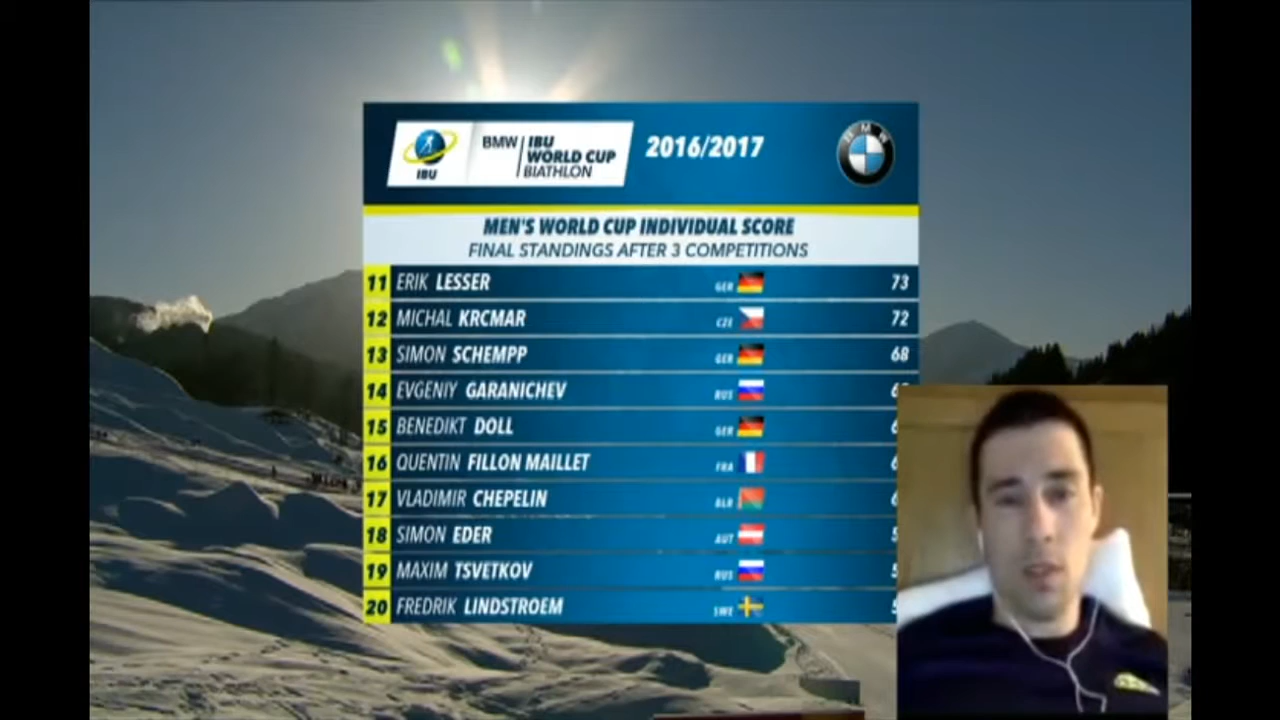 IBU
BMW
IBU
WORLD CUP
BIATHLON
2016/2017
BMW
MEN'S WORLD CUP INDIVIDUAL SCORE
FINAL STANDINGS AFTER 3 COMPETITIONS
11 ERIK LESSER GER 73
12 MICHAL KRCMAR CZE 72
13 SIMON SCHEMPP GER 68
14 EVGENIY GARANICHEV RUS
15 BENEDIKT DOLL GER
16 QUENTIN FILLON MAILLET FRA
17 VLADIMIR CHEPELIN BLR
18 SIMON EDER AUT
19 MAXIM TSVETKOV RUS
20 FREDRIK LINDSTROEM SWE